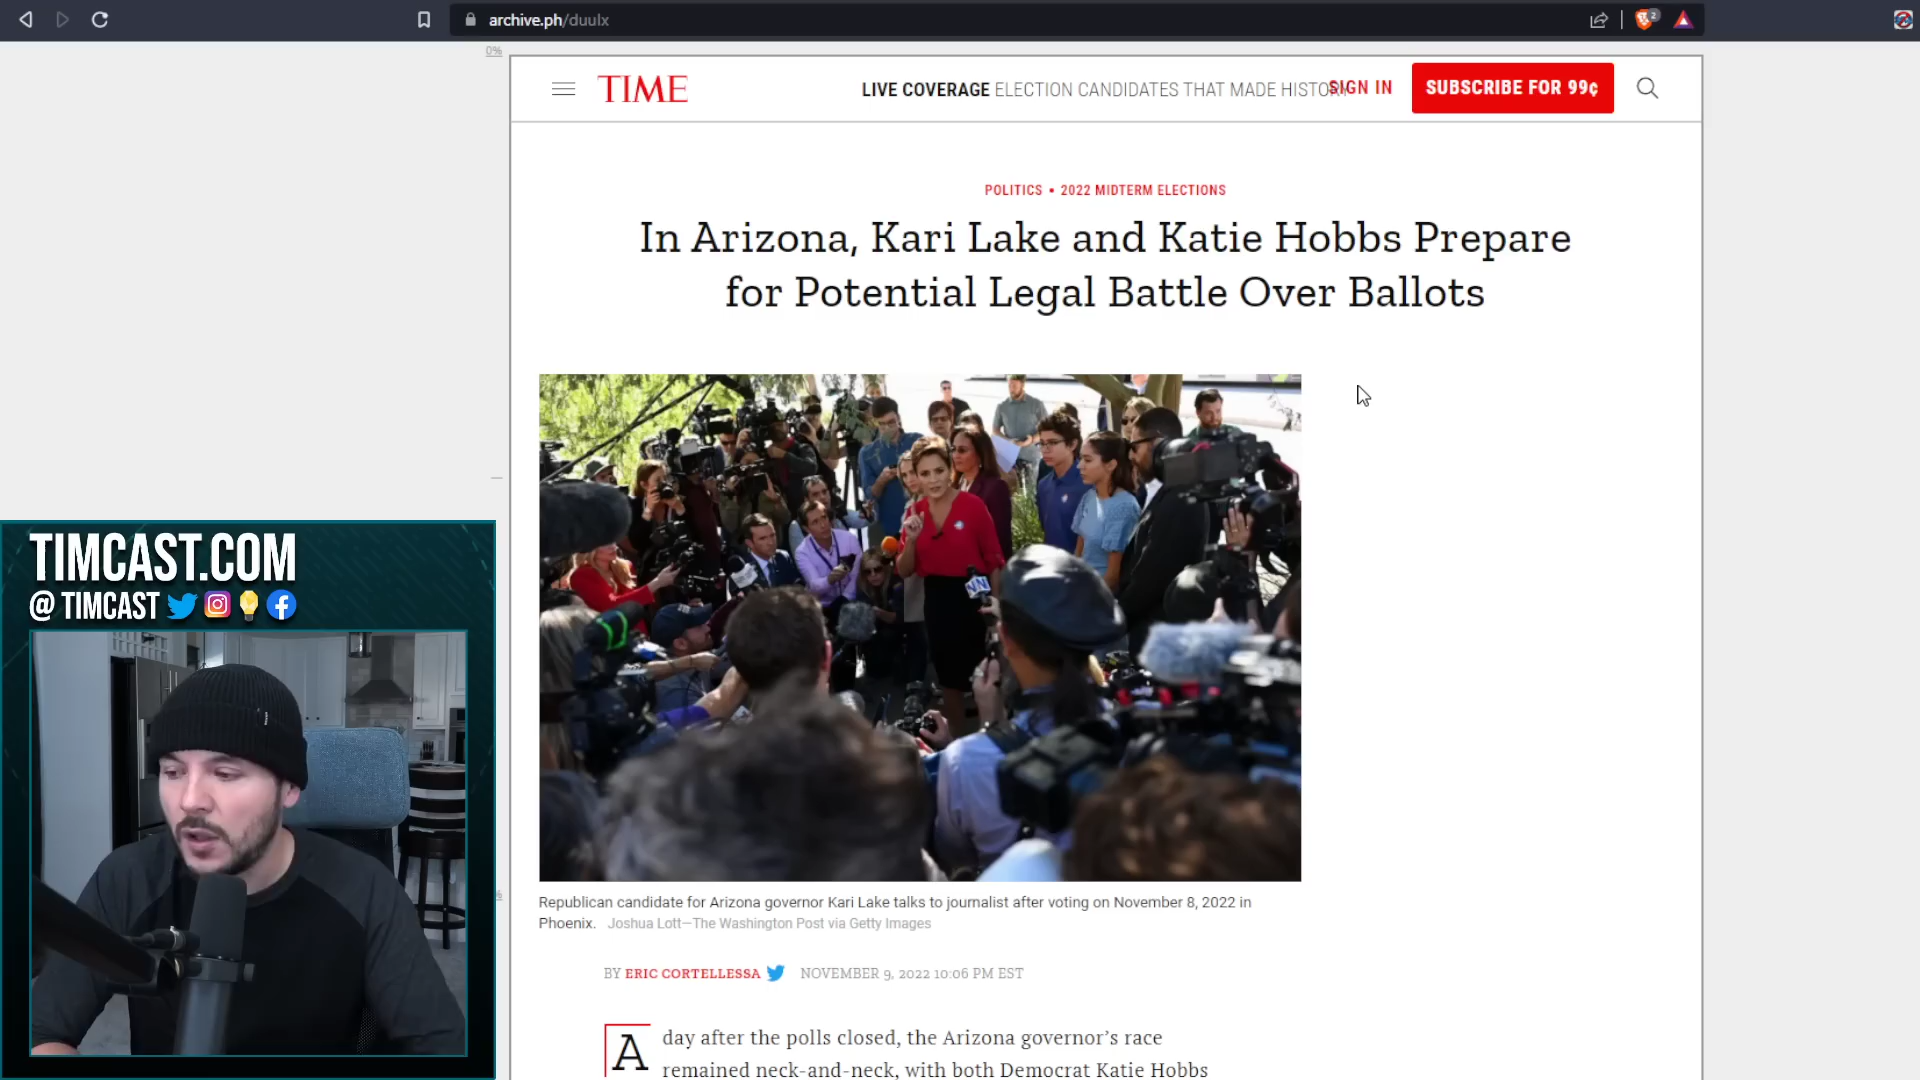 archive.ph/duulx
2
0%
TIME
LIVE COVERAGE ELECTION CANDIDATES THAT MADE HISTORY
SIGN IN
SUBSCRIBE FOR 99¢
POLITICS • 2022 MIDTERM ELECTIONS
In Arizona, Kari Lake and Katie Hobbs Prepare
for Potential Legal Battle Over Ballots
TIMCAST.COM
@ TIMCAST
Republican candidate for Arizona governor Kari Lake talks to journalist after voting on November 8, 2022 in
Phoenix. Joshua Lott—The Washington Post via Getty Images
BY ERIC CORTELLESSA NOVEMBER 9, 2022 10:06 PM EST
A day after the polls closed, the Arizona governor's race
remained neck-and-neck, with both Democrat Katie Hobbs